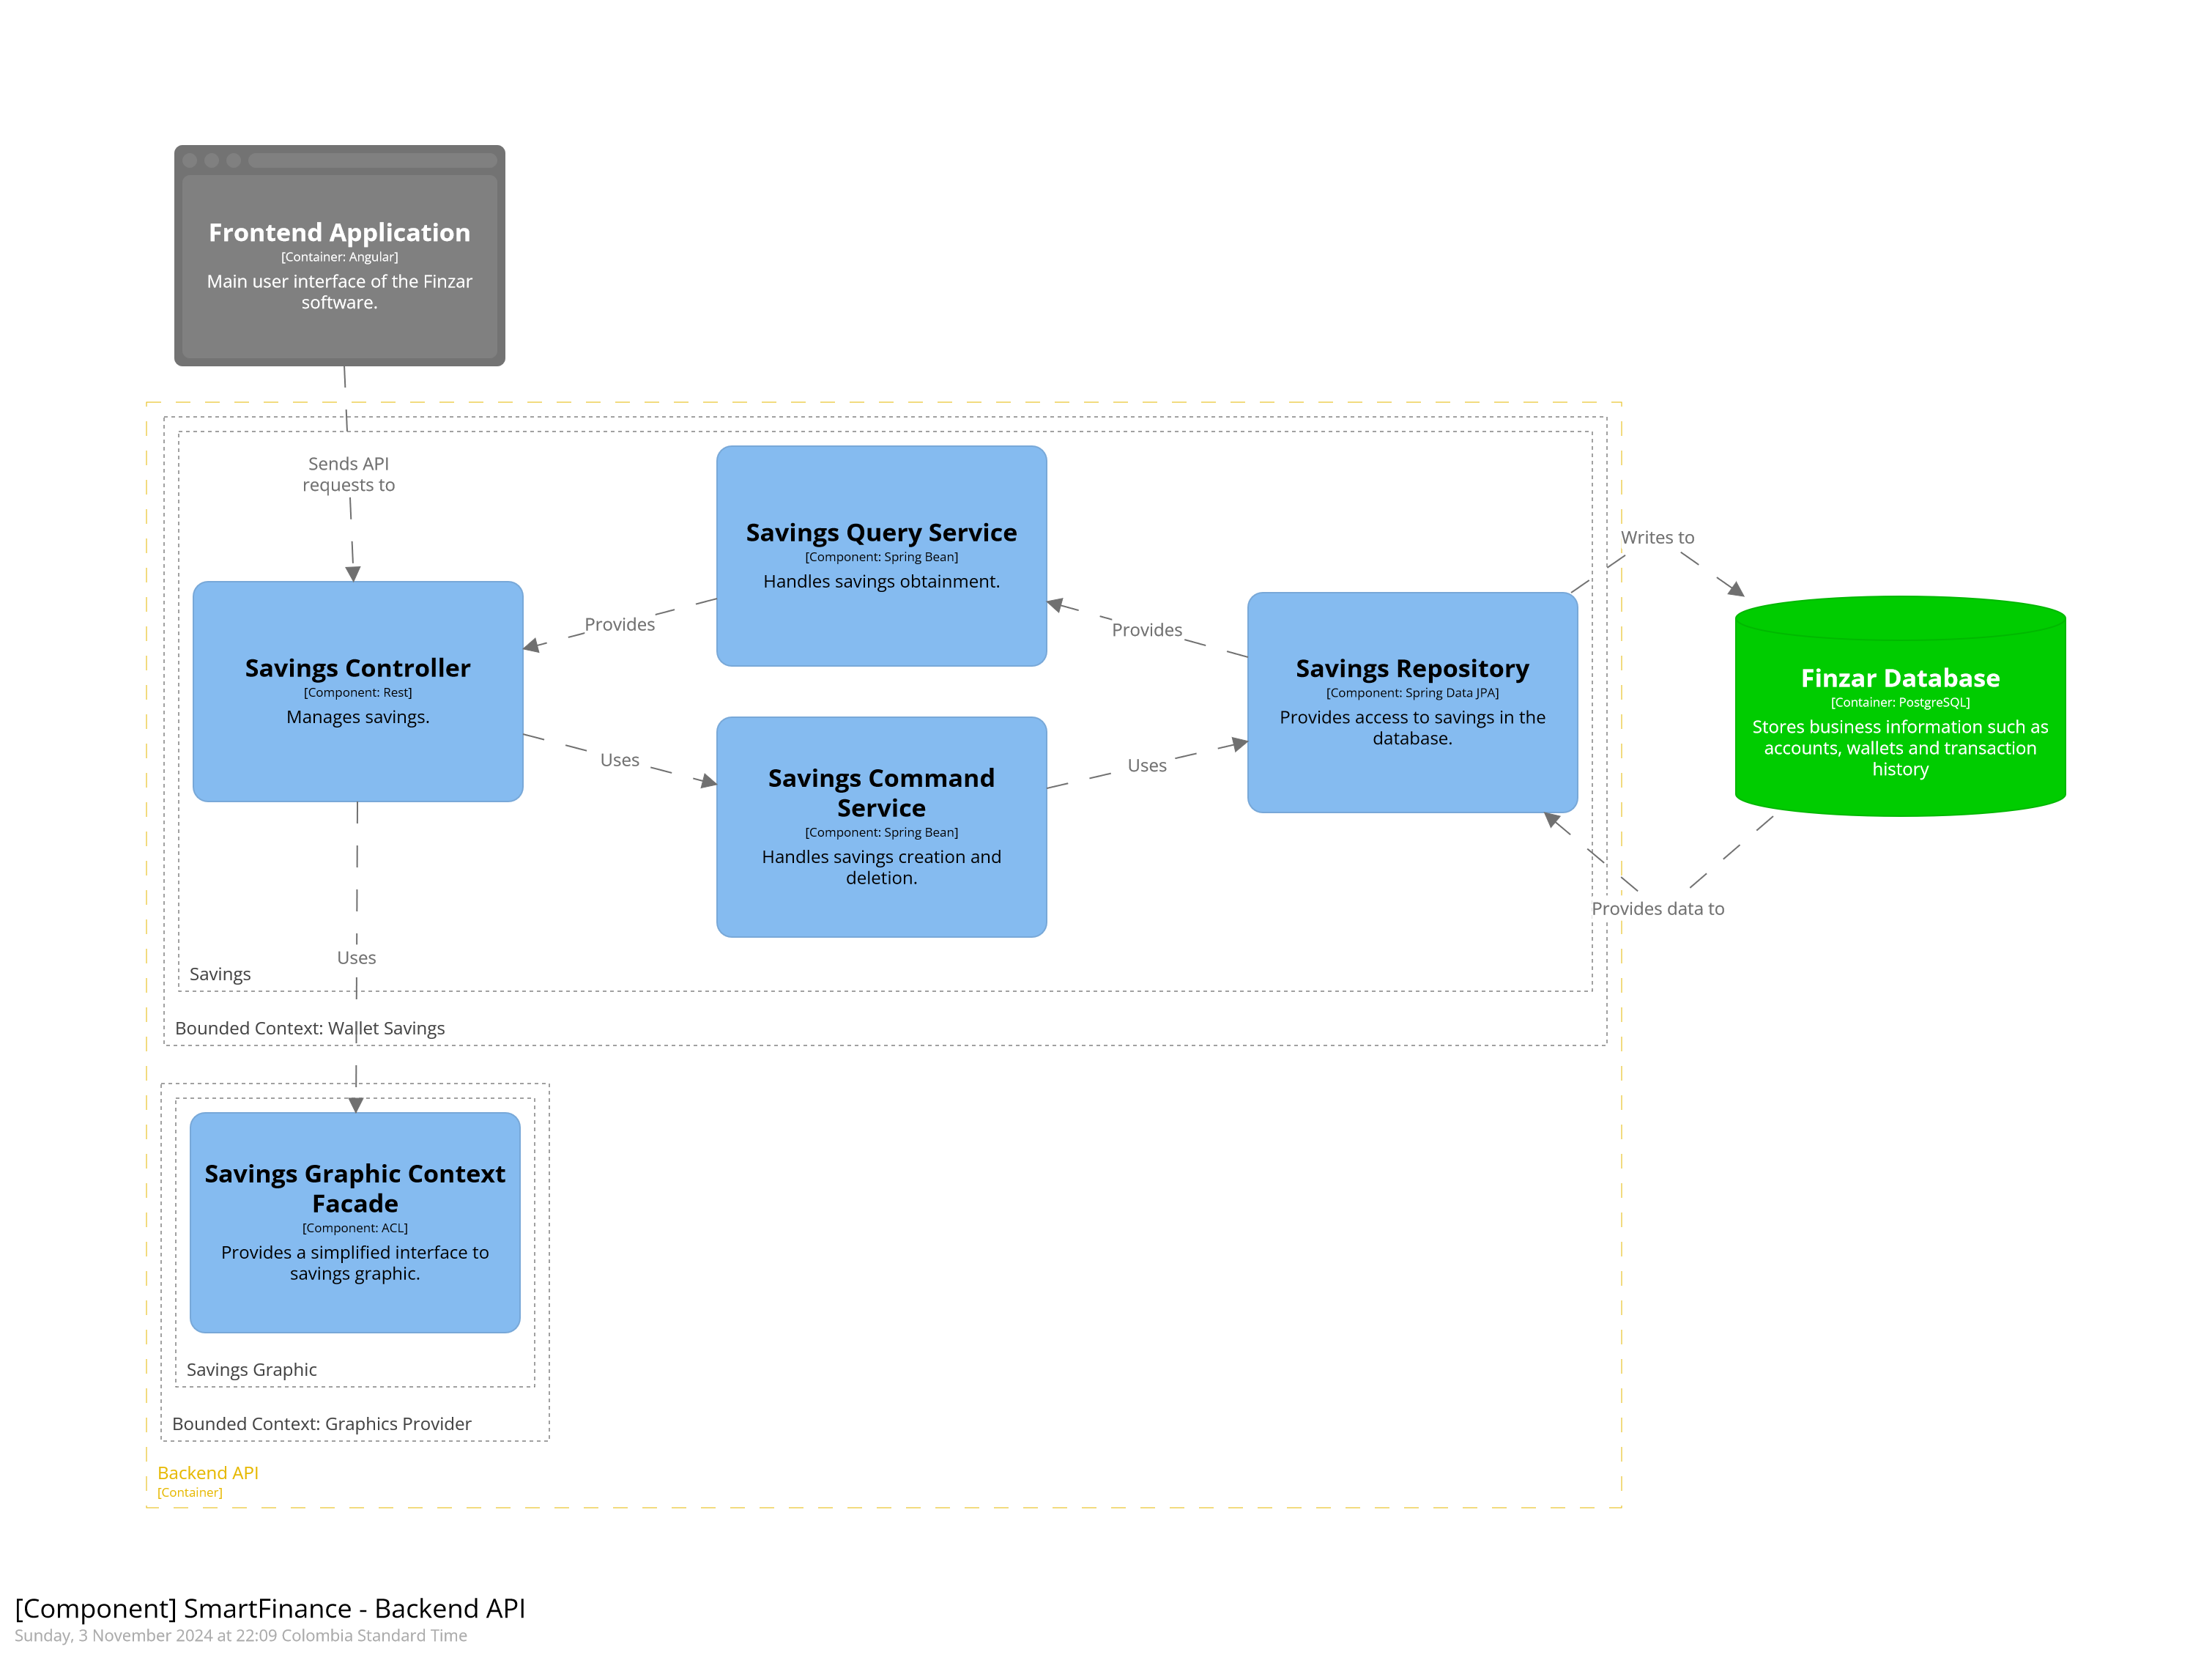 Frontend Application
[Container: Angular]
Main user interface of the Finzar
software.
Sends API
requests to
Savings Query Service
[Component: Spring Bean]
Handles savings obtainment.
Writes to
Provides
Provides
Savings Controller
[Component: Rest]
Manages savings.
Savings Repository
[Component: Spring Data JPA]
Provides access to savings in the
database.
Finzar Database
[Container: PostgreSQL]
Stores business information such as
accounts, wallets and transaction
history
Uses
Uses
Savings Command
Service
[Component: Spring Bean]
Handles savings creation and
deletion.
Provides data to
Uses
Savings
Bounded Context: Wallet Savings
Savings Graphic Context
Facade
[Component: ACL]
Provides a simplified interface to
savings graphic.
Savings Graphic
Bounded Context: Graphics Provider
Backend API
[Container]
[Component] SmartFinance - Backend API
Sunday, 3 November 2024 at 22:09 Colombia Standard Time